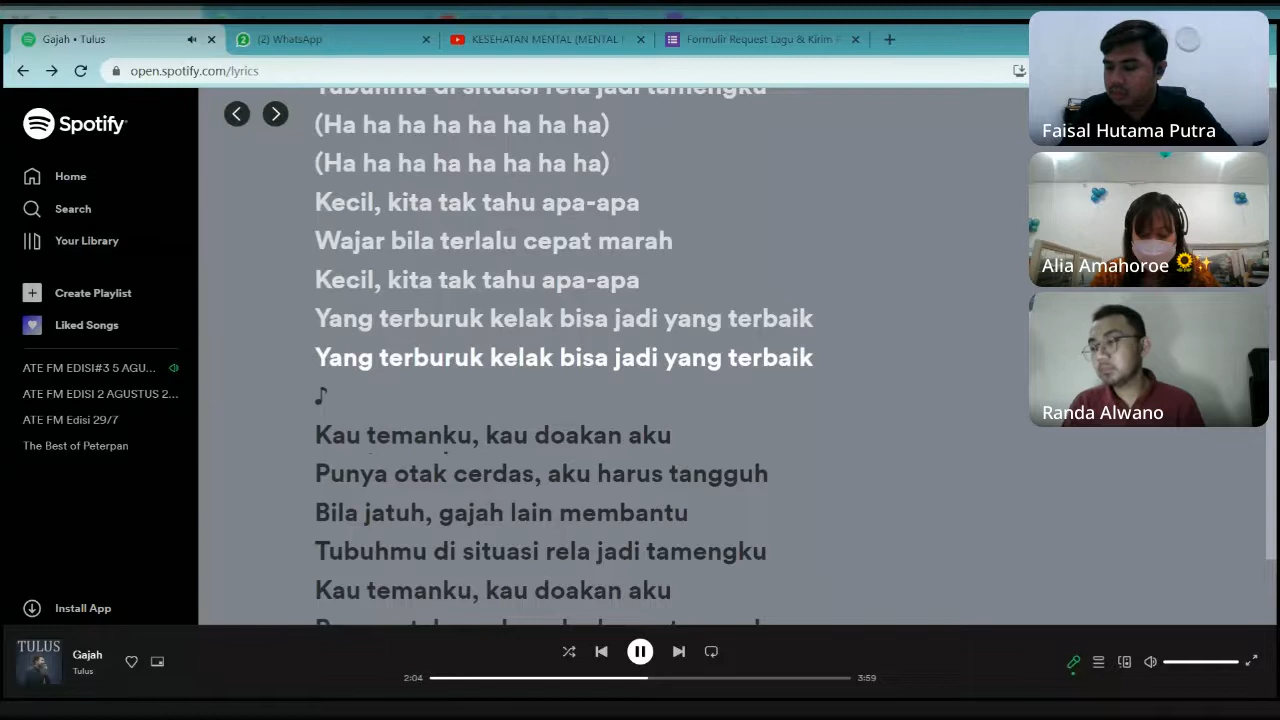 Gajah • Tulus
(2) WhatsApp
KESEHATAN MENTAL (MENTAL
Formulir Request Lagu & Kirim
open.spotify.com/lyrics
Spotify
Home
Search
Your Library
Create Playlist
Liked Songs
ATE FM EDISI#3 5 AGU...
ATE FM EDISI 2 AGUSTUS 2...
ATE FM Edisi 29/7
The Best of Peterpan
Install App
Tubuhmu di situasi rela jadi tamengku
(Ha ha ha ha ha ha ha ha)
(Ha ha ha ha ha ha ha ha)
Kecil, kita tak tahu apa-apa
Wajar bila terlalu cepat marah
Kecil, kita tak tahu apa-apa
Yang terburuk kelak bisa jadi yang terbaik
Yang terburuk kelak bisa jadi yang terbaik
♪
Kau temanku, kau doakan aku
Punya otak cerdas, aku harus tangguh
Bila jatuh, gajah lain membantu
Tubuhmu di situasi rela jadi tamengku
Kau temanku, kau doakan aku
Faisal Hutama Putra
Alia Amahoroe 🌻✨
Randa Alwano
TULUS
Gajah
Tulus
2:04
3:59